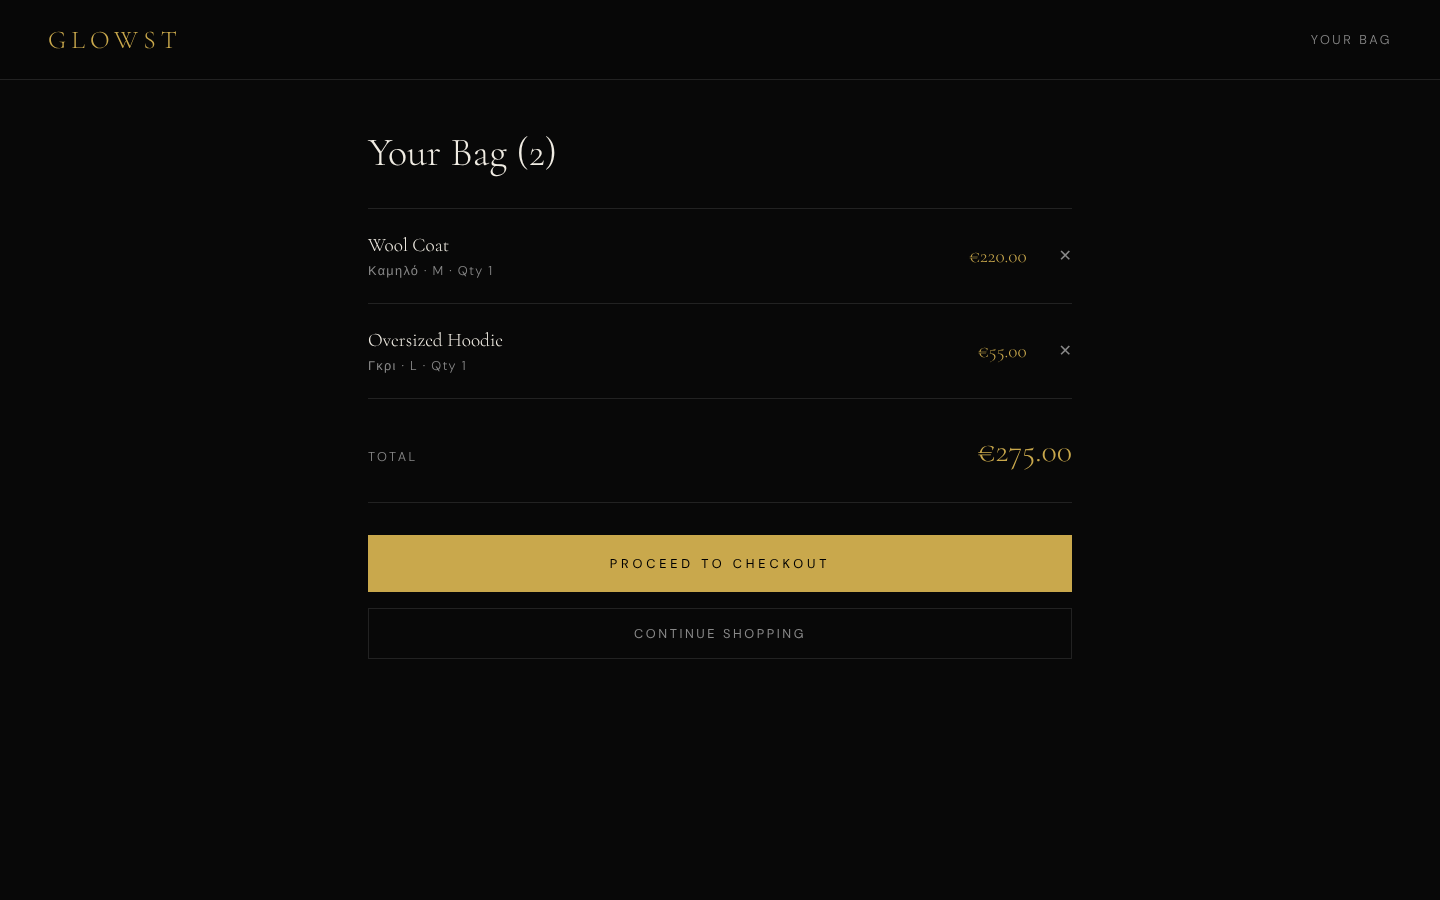 GLOWST
YOUR BAG
Your Bag (2)
Wool Coat
Καμηλό · M · Qty 1
€220.00 ✕
Oversized Hoodie
Γκρι · L · Qty 1
€55.00 ✕
TOTAL
€275.00
PROCEED TO CHECKOUT
CONTINUE SHOPPING